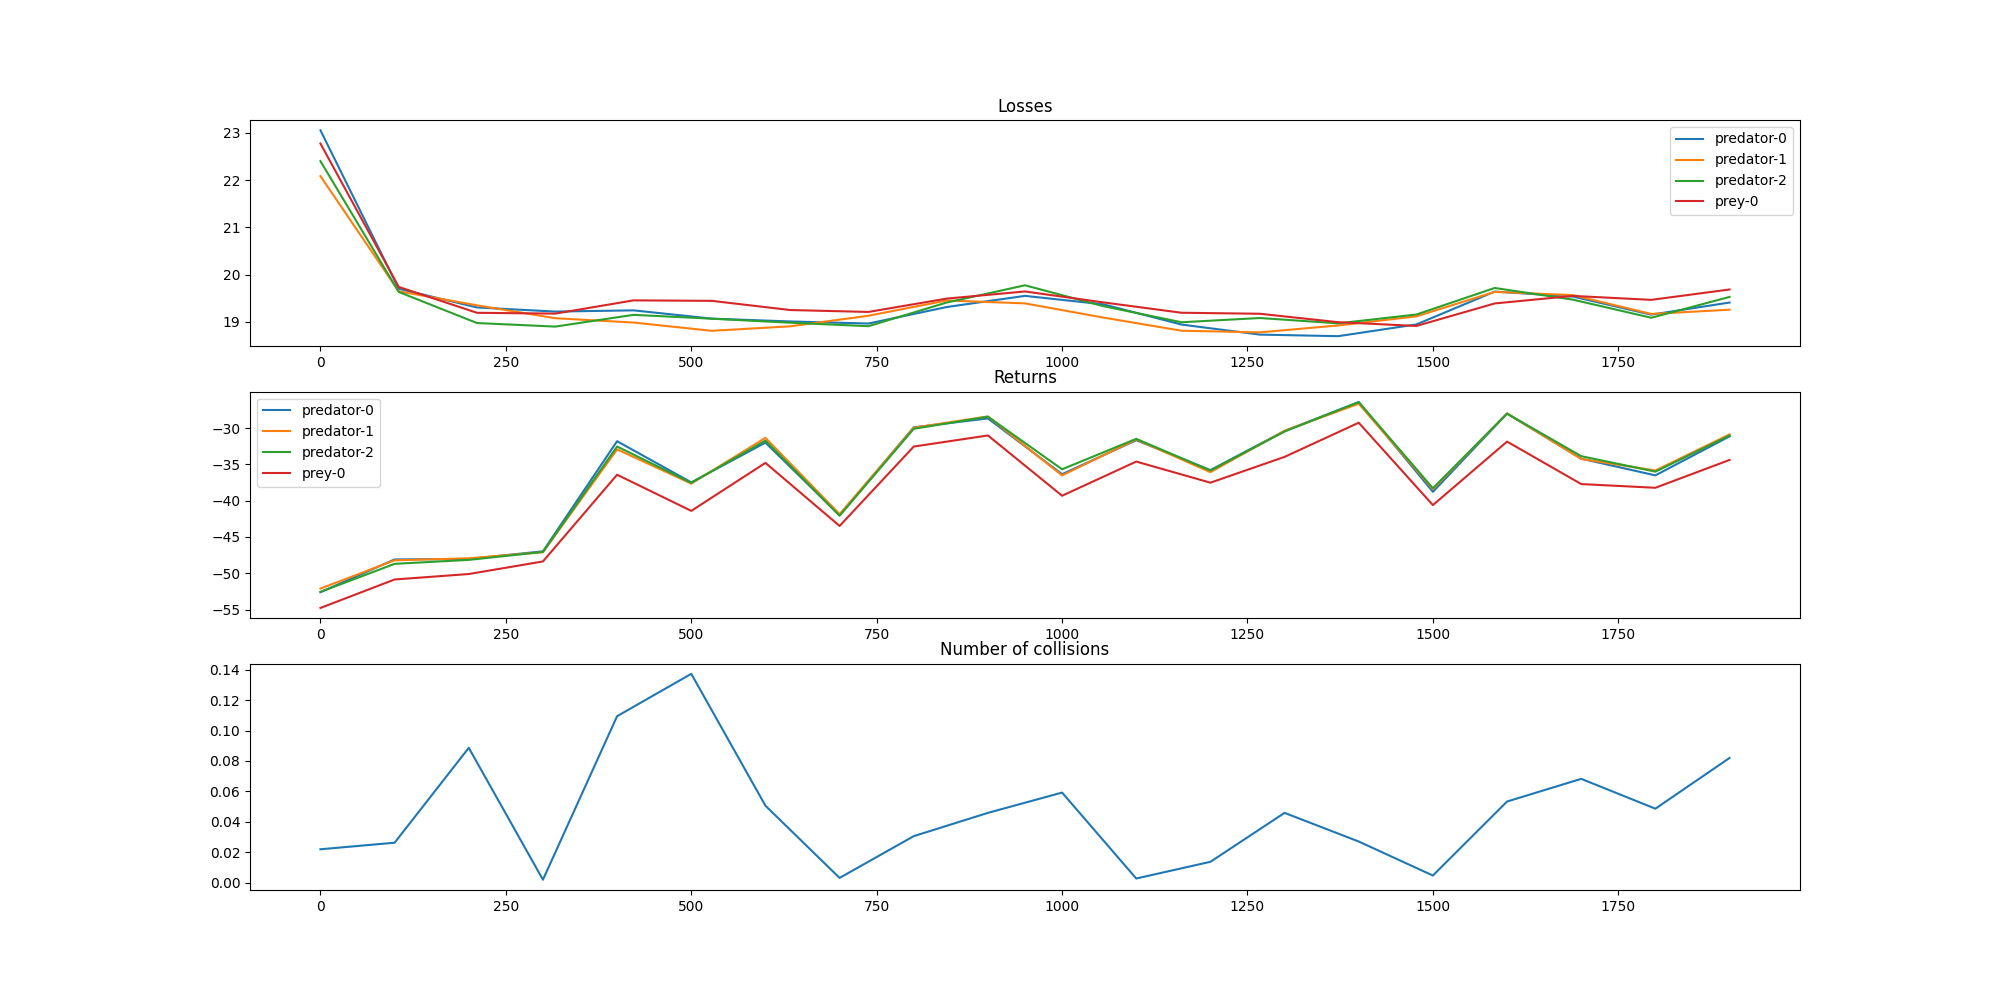 Losses
23
22
21
20
19
predator-0
predator-1
predator-2
prey-0
0 250 500 750 1000 1250 1500 1750
Returns
−30
−35
−40
−45
−50
−55
predator-0
predator-1
predator-2
prey-0
0 250 500 750 1000 1250 1500 1750
Number of collisions
0.14
0.12
0.10
0.08
0.06
0.04
0.02
0.00
0 250 500 750 1000 1250 1500 1750